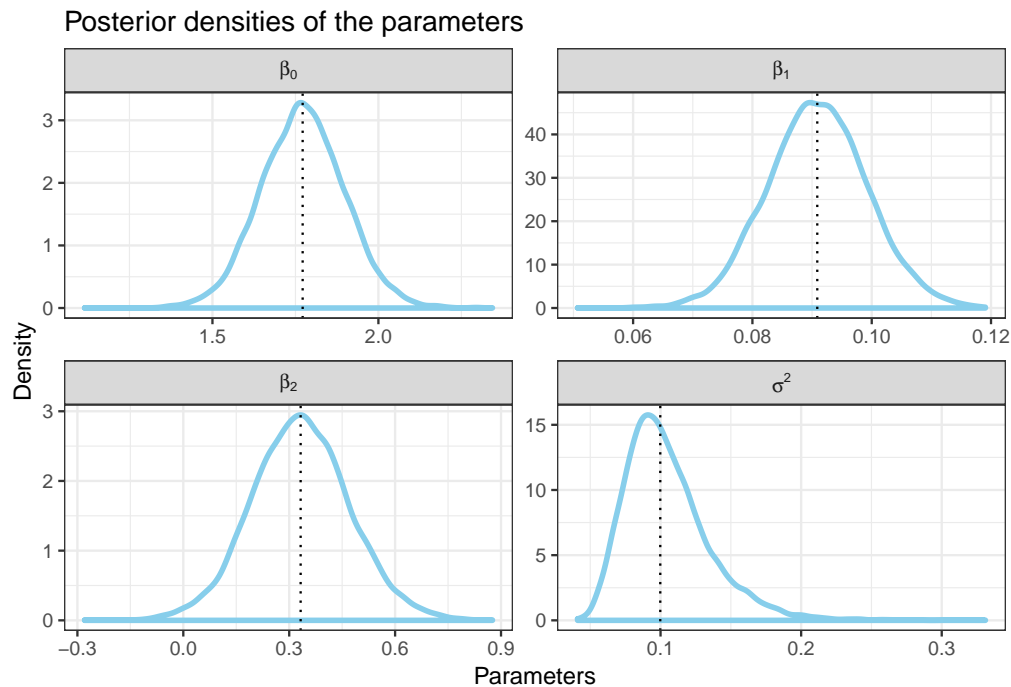 Posterior densities of the parameters
β₀
β₁
3
2
1
0
40
30
20
10
0
1.5 2.0
0.06 0.08 0.10 0.12
β₂
σ²
3
2
1
0
15
10
5
0
−0.3 0.0 0.3 0.6 0.9
0.1 0.2 0.3
Density
Parameters